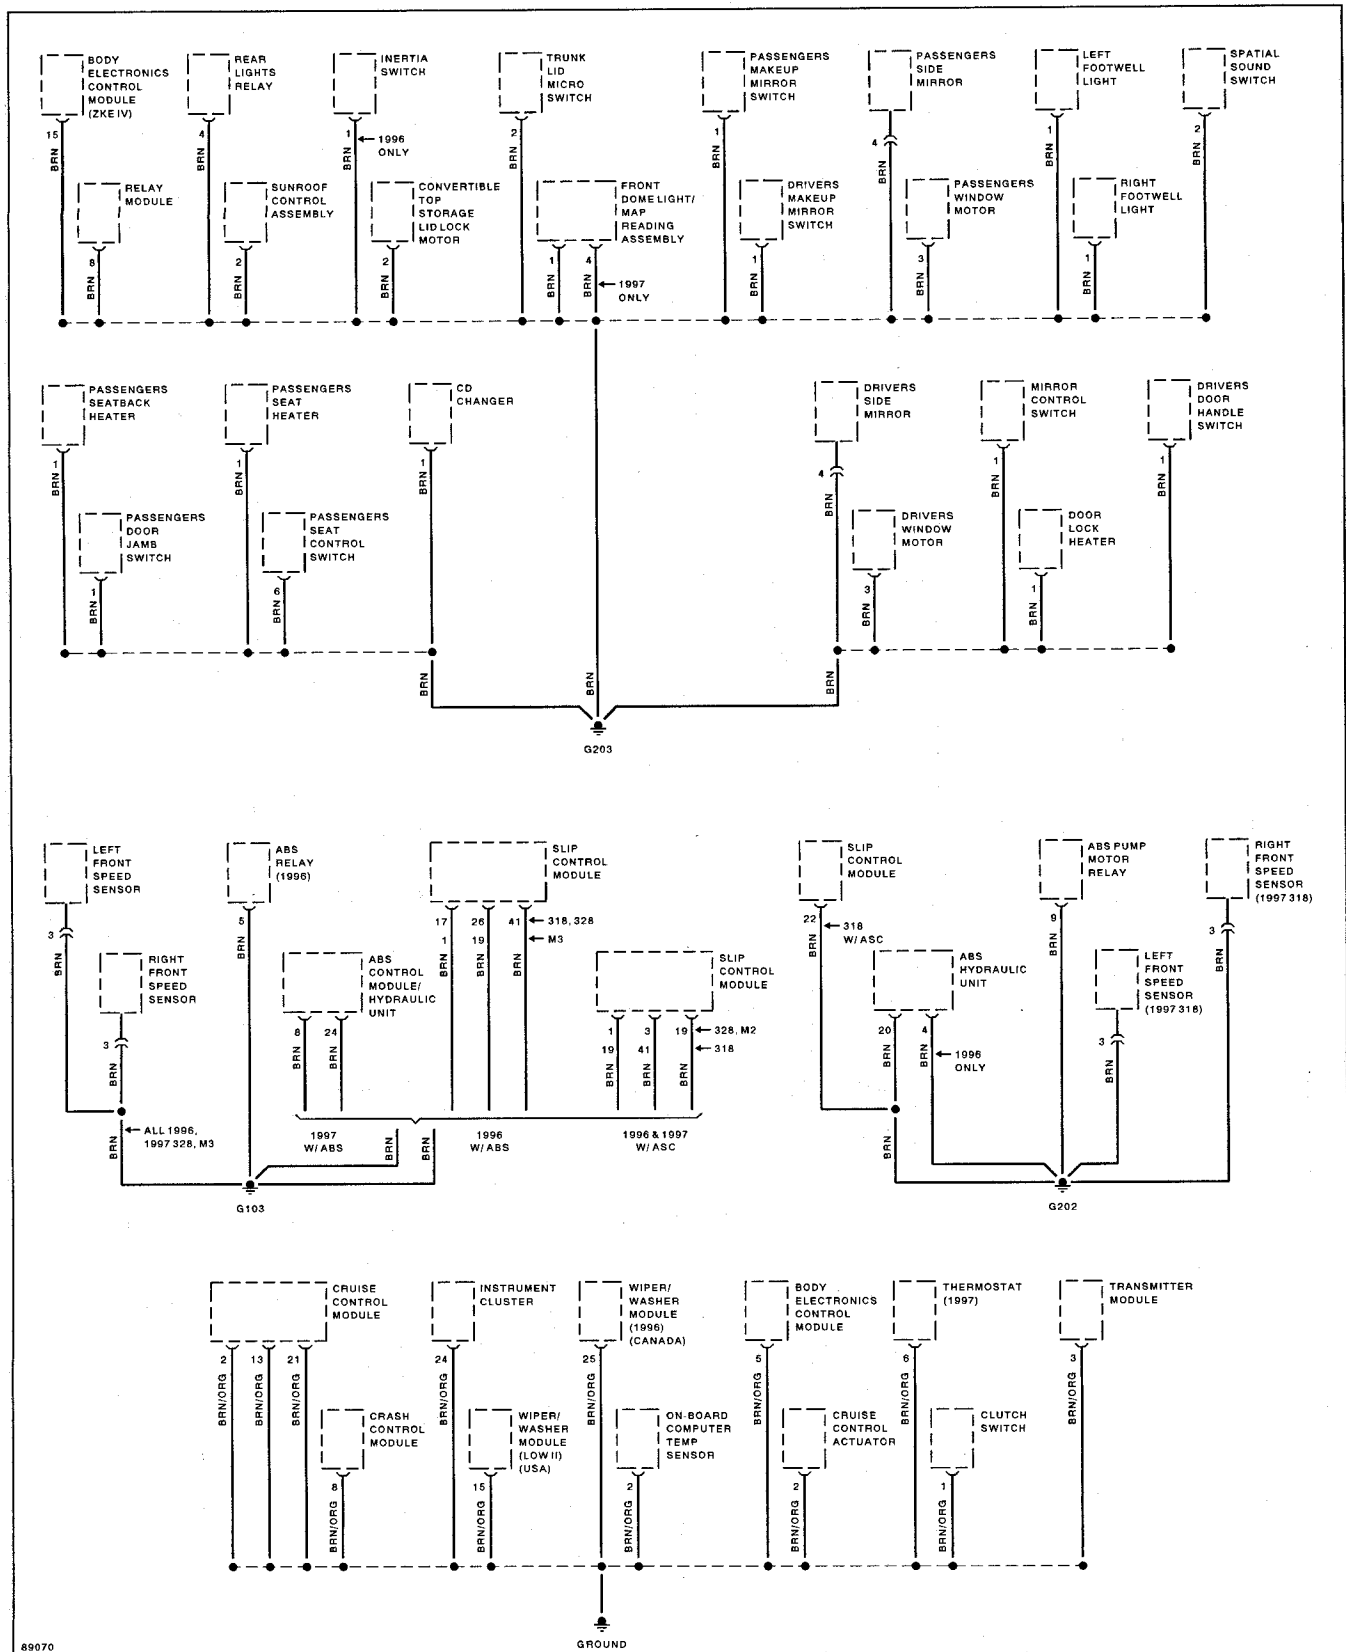 BODY
ELECTRONICS
CONTROL
MODULE
(ZKE IV)
15
BRN
REAR
LIGHTS
RELAY
4
BRN
INERTIA
SWITCH
1
1996
ONLY
BRN
TRUNK
LID
MICRO
SWITCH
2
BRN
PASSENGERS
MAKEUP
MIRROR
SWITCH
1
BRN
PASSENGERS
SIDE
MIRROR
4
BRN
LEFT
FOOTWELL
LIGHT
1
BRN
SPATIAL
SOUND
SWITCH
2
BRN
RELAY
MODULE
8
BRN
SUNROOF
CONTROL
ASSEMBLY
2
BRN
CONVERTIBLE
TOP
STORAGE
LID LOCK
MOTOR
2
BRN
FRONT
DOME LIGHT/
MAP
READING
ASSEMBLY
1
BRN
4
BRN
1997
ONLY
DRIVERS
MAKEUP
MIRROR
SWITCH
1
BRN
PASSENGERS
WINDOW
MOTOR
3
BRN
RIGHT
FOOTWELL
LIGHT
1
BRN
PASSENGERS
SEATBACK
HEATER
1
BRN
PASSENGERS
SEAT
HEATER
1
BRN
CD
CHANGER
1
BRN
DRIVERS
SIDE
MIRROR
4
BRN
MIRROR
CONTROL
SWITCH
1
BRN
DRIVERS
DOOR
HANDLE
SWITCH
1
BRN
PASSENGERS
DOOR
JAMB
SWITCH
1
BRN
PASSENGERS
SEAT
CONTROL
SWITCH
6
BRN
DRIVERS
WINDOW
MOTOR
3
BRN
DOOR
LOCK
HEATER
1
BRN
BRN
BRN
BRN
G203
LEFT
FRONT
SPEED
SENSOR
3
BRN
ABS
RELAY
(1996)
5
BRN
SLIP
CONTROL
MODULE
17
26
41
318, 328
1
19
M3
BRN
BRN
BRN
SLIP
CONTROL
MODULE
22
318
W/ ASC
BRN
ABS PUMP
MOTOR
RELAY
9
BRN
RIGHT
FRONT
SPEED
SENSOR
(1997 318)
3
BRN
RIGHT
FRONT
SPEED
SENSOR
3
BRN
ABS
CONTROL
MODULE/
HYDRAULIC
UNIT
8
24
BRN
BRN
SLIP
CONTROL
MODULE
1
3
19
328, M2
19
41
318
BRN
BRN
BRN
ABS
HYDRAULIC
UNIT
20
4
BRN
BRN
1996
ONLY
LEFT
FRONT
SPEED
SENSOR
(1997 318)
3
BRN
ALL 1996,
1997 328, M3
BRN
1997
W/ ABS
BRN
BRN
1996
W/ ABS
1996 & 1997
W/ ASC
BRN
G103
G202
CRUISE
CONTROL
MODULE
2
13
21
BRN/ORG
BRN/ORG
BRN/ORG
INSTRUMENT
CLUSTER
24
BRN/ORG
WIPER/
WASHER
MODULE
(1996)
(CANADA)
25
BRN/ORG
BODY
ELECTRONICS
CONTROL
MODULE
5
BRN/ORG
THERMOSTAT
(1997)
6
BRN/ORG
TRANSMITTER
MODULE
3
BRN/ORG
CRASH
CONTROL
MODULE
8
BRN/ORG
WIPER/
WASHER
MODULE
(LOW II)
(USA)
15
BRN/ORG
ON-BOARD
COMPUTER
TEMP
SENSOR
2
BRN/ORG
CRUISE
CONTROL
ACTUATOR
2
BRN/ORG
CLUTCH
SWITCH
1
BRN/ORG
GROUND
89070